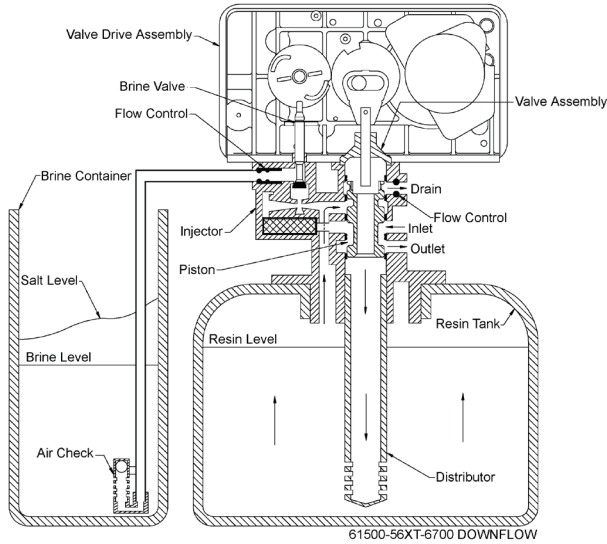 Valve Drive Assembly
Brine Valve
Flow Control
Valve Assembly
Brine Container
Drain
Flow Control
Injector
Inlet
Outlet
Piston
Salt Level
Resin Tank
Resin Level
Brine Level
Air Check
Distributor
61500-56XT-6700 DOWNFLOW